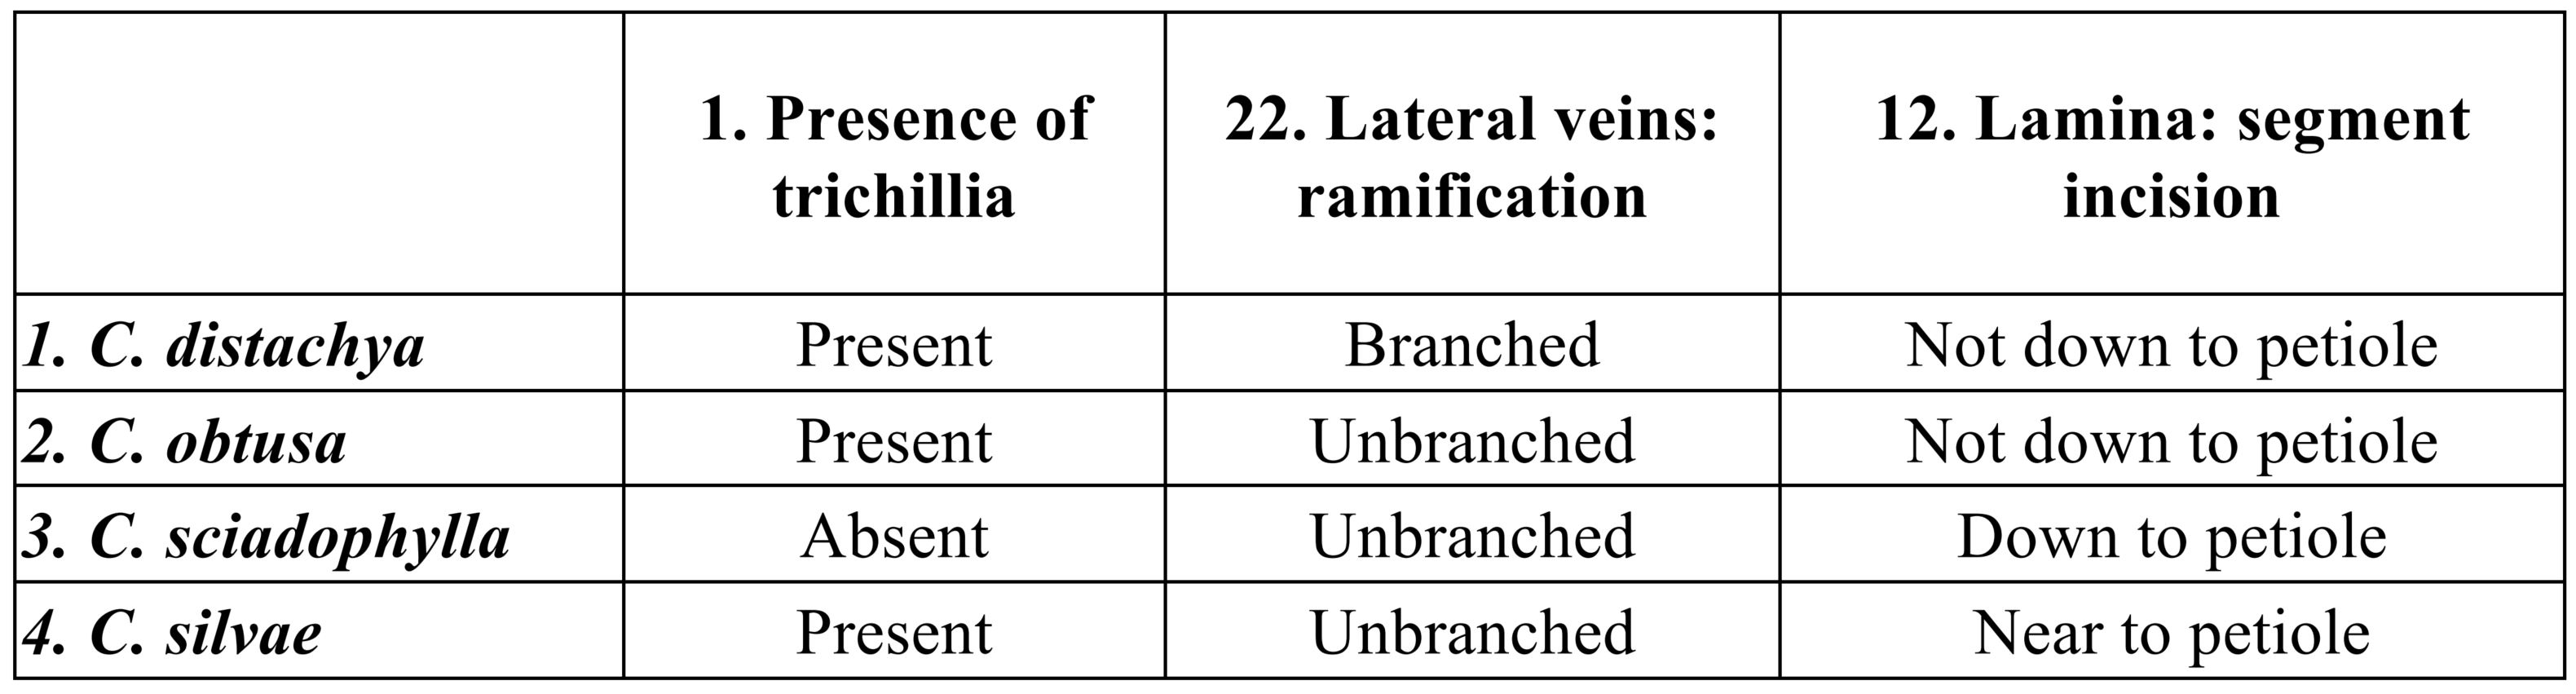 1. Presence of
trichillia
22. Lateral veins:
ramification
12. Lamina: segment
incision
1. C. distachya Present Branched Not down to petiole
2. C. obtusa Present Unbranched Not down to petiole
3. C. sciadophylla Absent Unbranched Down to petiole
4. C. silvae Present Unbranched Near to petiole